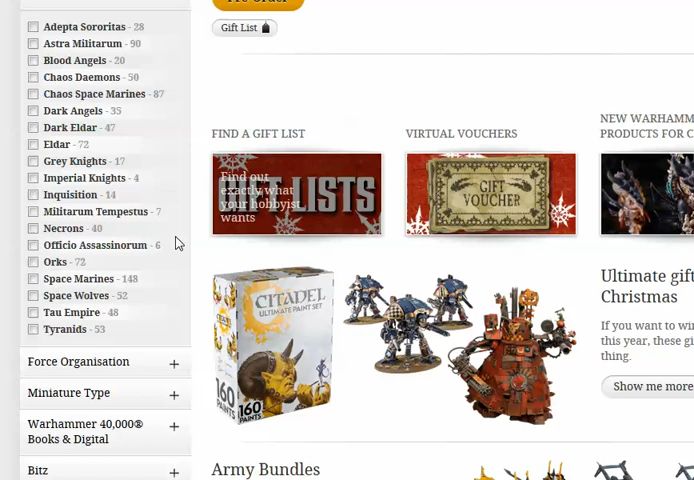 Pre-Order
Gift List
Adepta Sororitas - 28
Astra Militarum - 90
Blood Angels - 20
Chaos Daemons - 50
Chaos Space Marines - 87
Dark Angels - 35
Dark Eldar - 47
Eldar - 72
Grey Knights - 17
Imperial Knights - 4
Inquisition - 14
Militarum Tempestus - 7
Necrons - 40
Officio Assassinorum - 6
Orks - 72
Space Marines - 148
Space Wolves - 52
Tau Empire - 48
Tyranids - 53
Force Organisation
Miniature Type
Warhammer 40,000®
Books & Digital
Bitz
FIND A GIFT LIST
GIFT LISTS
Find out
exactly what
your hobbyist
wants
VIRTUAL VOUCHERS
GIFT
VOUCHER
NEW WARHAMM
PRODUCTS FOR C
CITADEL
ULTIMATE PAINT SET
160
PAINTS
160
PAINTS
Ultimate gif
Christmas
If you want to wi
this year, these gi
thing.
Show me more
Army Bundles